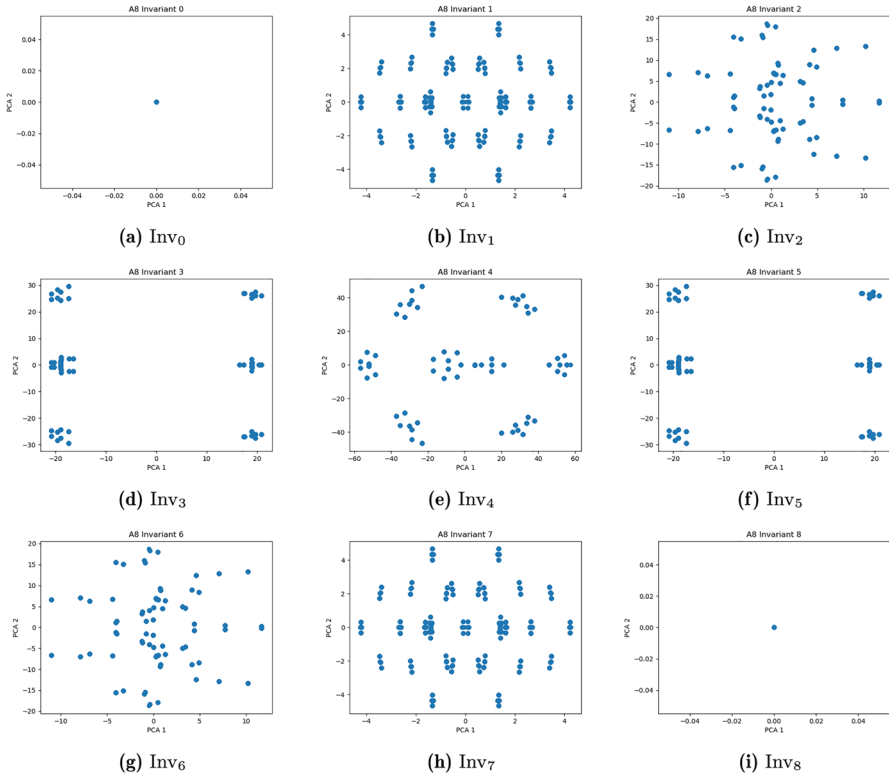 A8 Invariant 0
0.04
0.02
0.00
−0.02
−0.04
PCA 2
−0.04 −0.02 0.00 0.02 0.04
PCA 1
(a) Inv0
A8 Invariant 1
4
2
0
−2
−4
PCA 2
−4 −2 0 2 4
PCA 1
(b) Inv1
A8 Invariant 2
20
15
10
5
0
−5
−10
−15
−20
PCA 2
−10 −5 0 5 10
PCA 1
(c) Inv2
A8 Invariant 3
30
20
10
0
−10
−20
−30
PCA 2
−20 −10 0 10 20
PCA 1
(d) Inv3
A8 Invariant 4
40
20
0
−20
−40
PCA 2
−60 −40 −20 0 20 40 60
PCA 1
(e) Inv4
A8 Invariant 5
30
20
10
0
−10
−20
−30
PCA 2
−20 −10 0 10 20
PCA 1
(f) Inv5
A8 Invariant 6
20
15
10
5
0
−5
−10
−15
−20
PCA 2
−10 −5 0 5 10
PCA 1
(g) Inv6
A8 Invariant 7
4
2
0
−2
−4
PCA 2
−4 −2 0 2 4
PCA 1
(h) Inv7
A8 Invariant 8
0.04
0.02
0.00
−0.02
−0.04
PCA 2
−0.04 −0.02 0.00 0.02 0.04
PCA 1
(i) Inv8